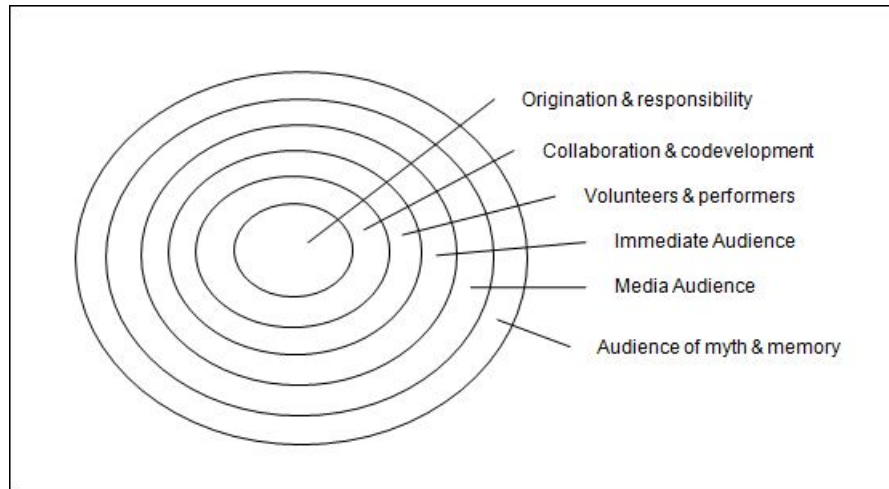 Origination & responsibility
Collaboration & codevelopment
Volunteers & performers
Immediate Audience
Media Audience
Audience of myth & memory